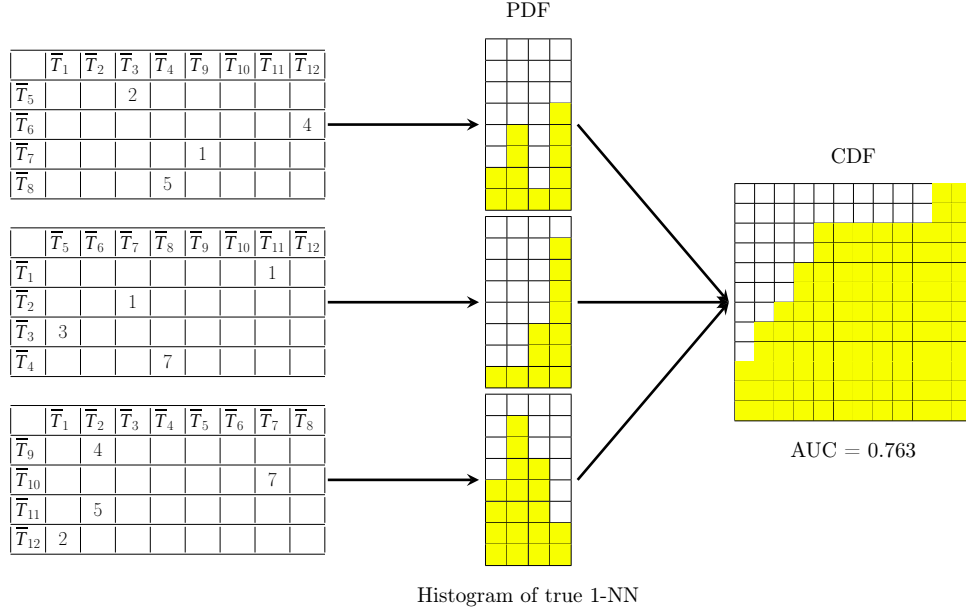 PDF
T̅₁ T̅₂ T̅₃ T̅₄ T̅₉ T̅₁₀ T̅₁₁ T̅₁₂
T̅₅ 2
T̅₆ 4
T̅₇ 1
T̅₈ 5
CDF
T̅₅ T̅₆ T̅₇ T̅₈ T̅₉ T̅₁₀ T̅₁₁ T̅₁₂
T̅₁ 1
T̅₂ 1
T̅₃ 3
T̅₄ 7
T̅₁ T̅₂ T̅₃ T̅₄ T̅₅ T̅₆ T̅₇ T̅₈
T̅₉ 4
T̅₁₀ 7
T̅₁₁ 5
T̅₁₂ 2
AUC = 0.763
Histogram of true 1-NN